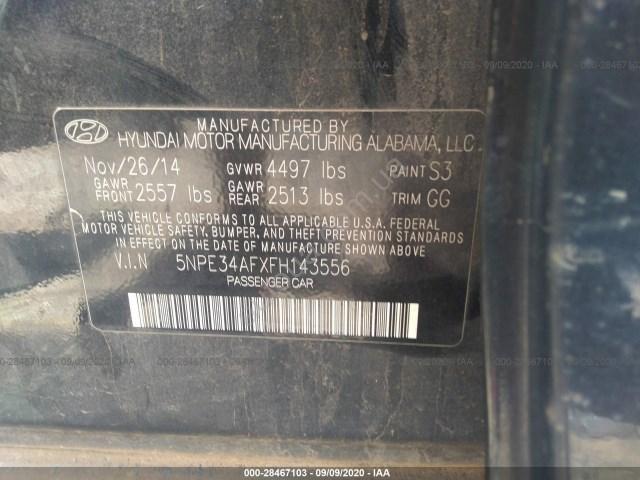 MANUFACTURED BY
HYUNDAI MOTOR MANUFACTURING ALABAMA, LLC.
Nov/26/14 GVWR 4497 lbs PAINT S3
GAWR FRONT 2557 lbs GAWR REAR 2513 lbs TRIM GG
THIS VEHICLE CONFORMS TO ALL APPLICABLE U.S.A. FEDERAL
MOTOR VEHICLE SAFETY, BUMPER, AND THEFT PREVENTION STANDARDS
IN EFFECT ON THE DATE OF MANUFACTURE SHOWN ABOVE
V.I.N 5NPE34AFXFH143556
PASSENGER CAR
000-28467103 - 09/09/2020 - IAA